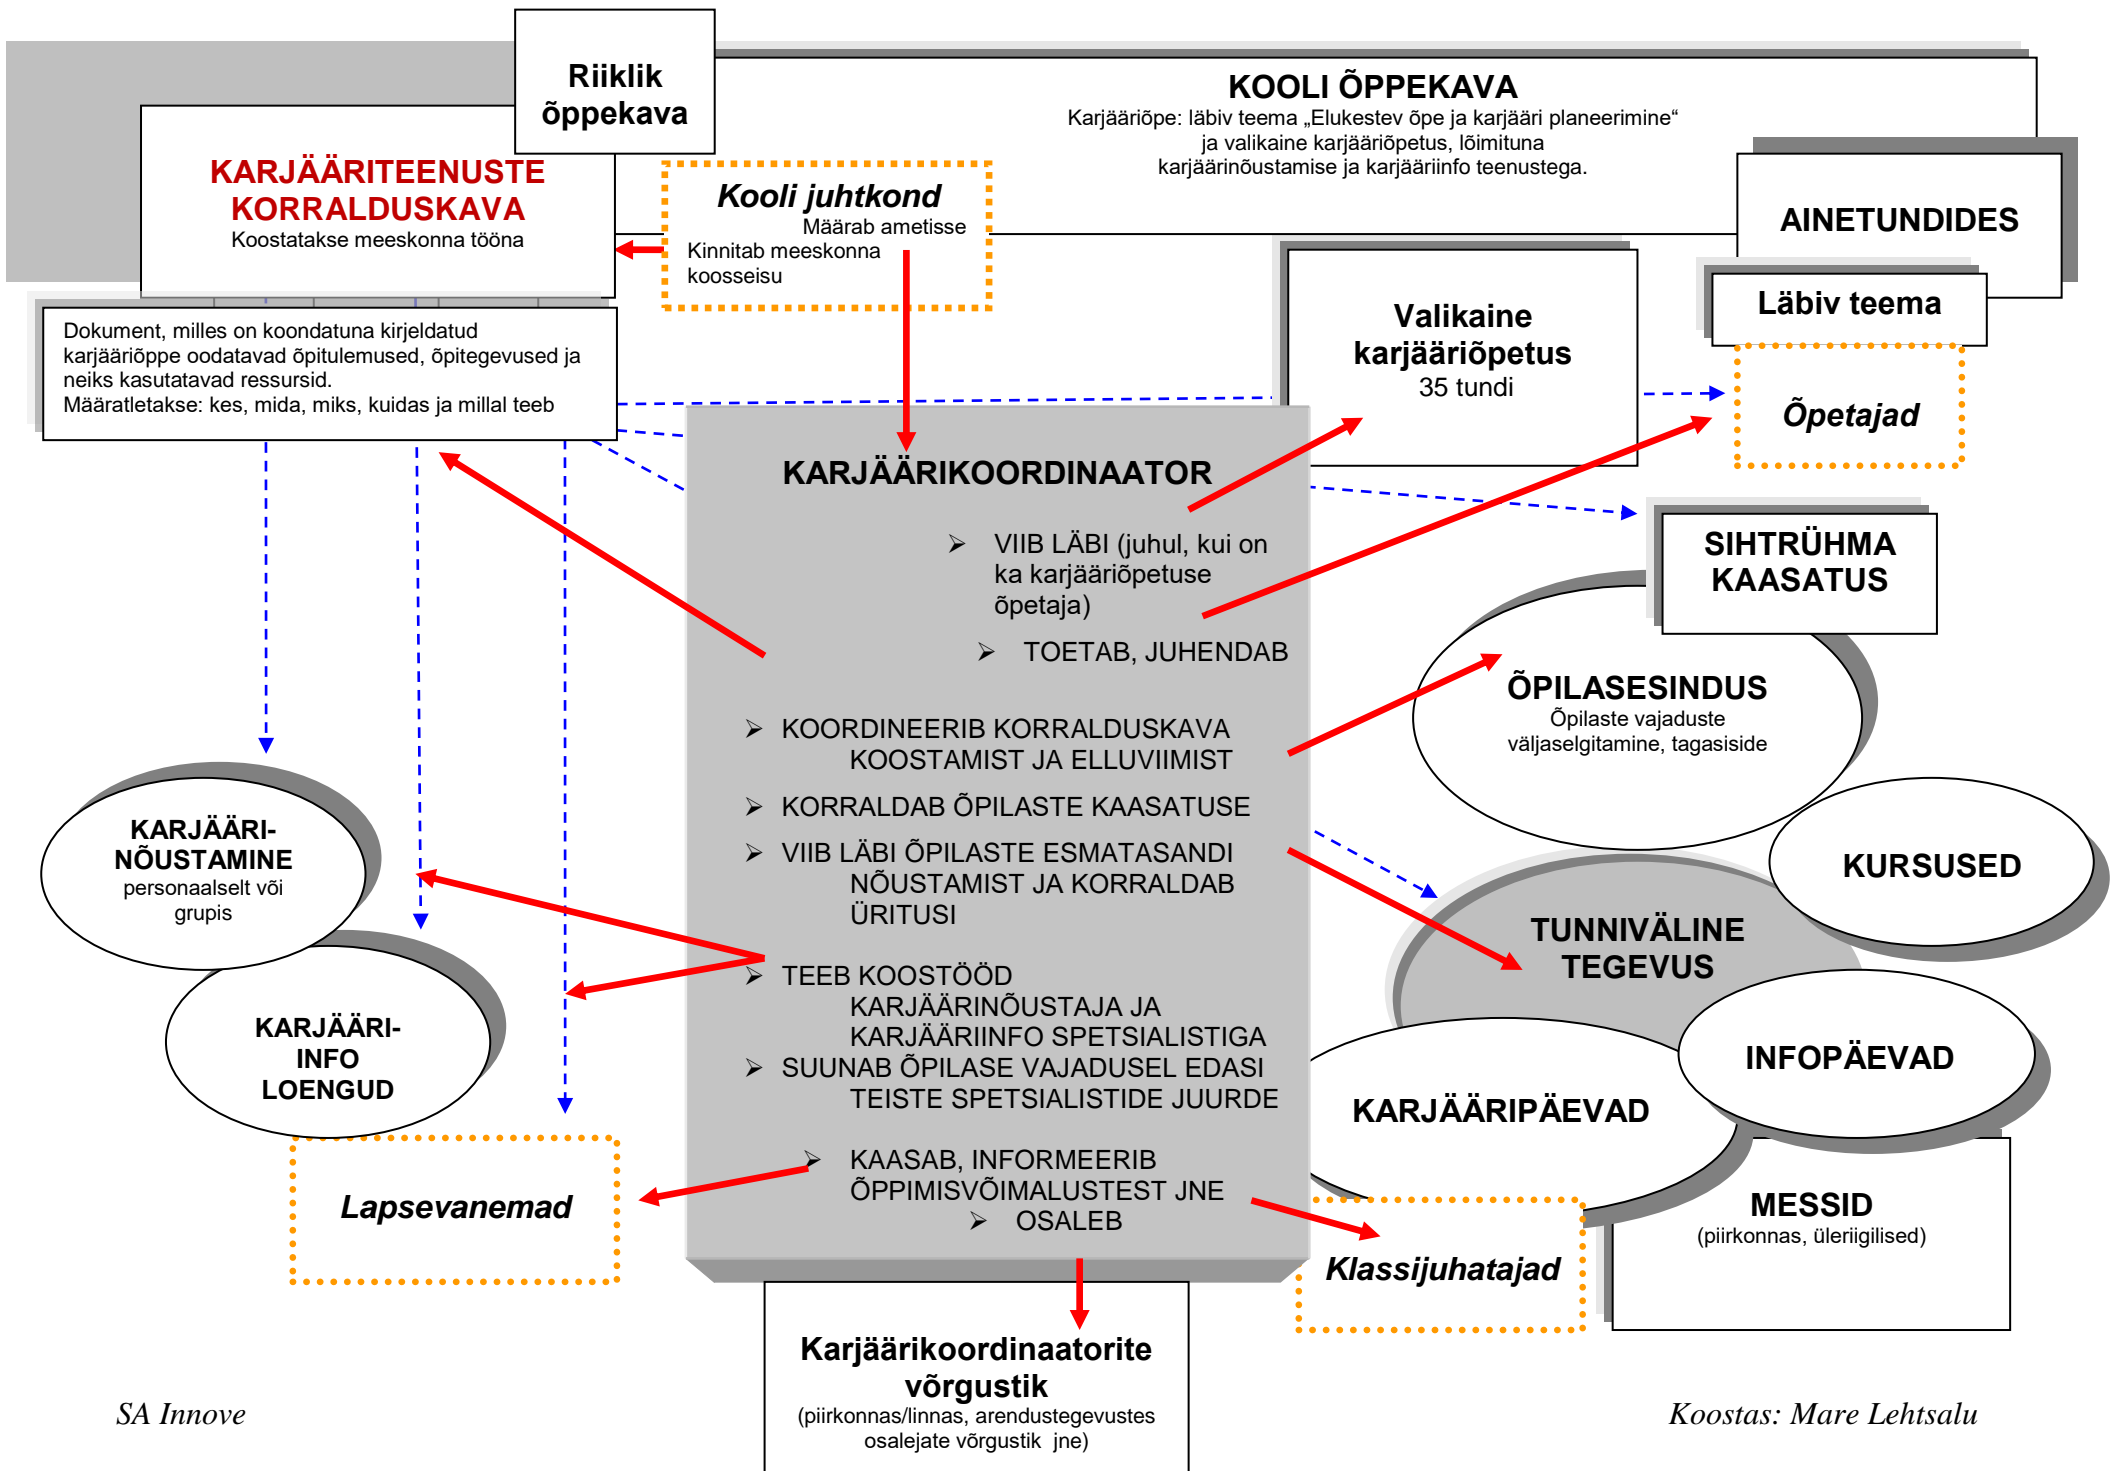 Riiklik
õppekava
KOOLI ÕPPEKAVA
Karjääriõpe: läbiv teema „Elukestev õpe ja karjääri planeerimine“
ja valikaine karjääriõpetus, lõimituna
karjäärinõustamise ja karjääriinfo teenustega.
KARJÄÄRITEENUSTE
KORRALDUSKAVA
Koostatakse meeskonna tööna
Kooli juhtkond
Määrab ametisse
Kinnitab meeskonna
koosseisu
AINETUNDIDES
Läbiv teema
Õpetajad
Valikaine
karjääriõpetus
35 tundi
Dokument, milles on koondatuna kirjeldatud
karjääriõppe oodatavad õpitulemused, õpitegevused ja
neiks kasutatavad ressursid.
Määratletakse: kes, mida, miks, kuidas ja millal teeb
KARJÄÄRIKOORDINAATOR
➢ VIIB LÄBI (juhul, kui on
ka karjääriõpetuse
õpetaja)
➢ TOETAB, JUHENDAB
➢ KOORDINEERIB KORRALDUSKAVA
KOOSTAMIST JA ELLUVIIMIST
➢ KORRALDAB ÕPILASTE KAASATUSE
➢ VIIB LÄBI ÕPILASTE ESMATASANDI
NÕUSTAMIST JA KORRALDAB
ÜRITUSI
➢ TEEB KOOSTÖÖD
KARJÄÄRINÕUSTAJA JA
KARJÄÄRIINFO SPETSIALISTIGA
➢ SUUNAB ÕPILASE VAJADUSEL EDASI
TEISTE SPETSIALISTIDE JUURDE
➢ KAASAB, INFORMEERIB
ÕPPIMISVÕIMALUSTEST JNE
➢ OSALEB
SIHTRÜHMA
KAASATUS
ÕPILASESINDUS
Õpilaste vajaduste
väljaselgitamine, tagasiside
KURSUSED
TUNNIVÄLINE
TEGEVUS
INFOPÄEVAD
KARJÄÄRIPÄEVAD
MESSID
(piirkonnas, üleriigilised)
Klassijuhatajad
KARJÄÄRI-
NÕUSTAMINE
personaalselt või
grupis
KARJÄÄRI-
INFO
LOENGUD
Lapsevanemad
Karjäärikoordinaatorite
võrgustik
(piirkonnas/linnas, arendustegevustes
osalejate võrgustik jne)
SA Innove
Koostas: Mare Lehtsalu